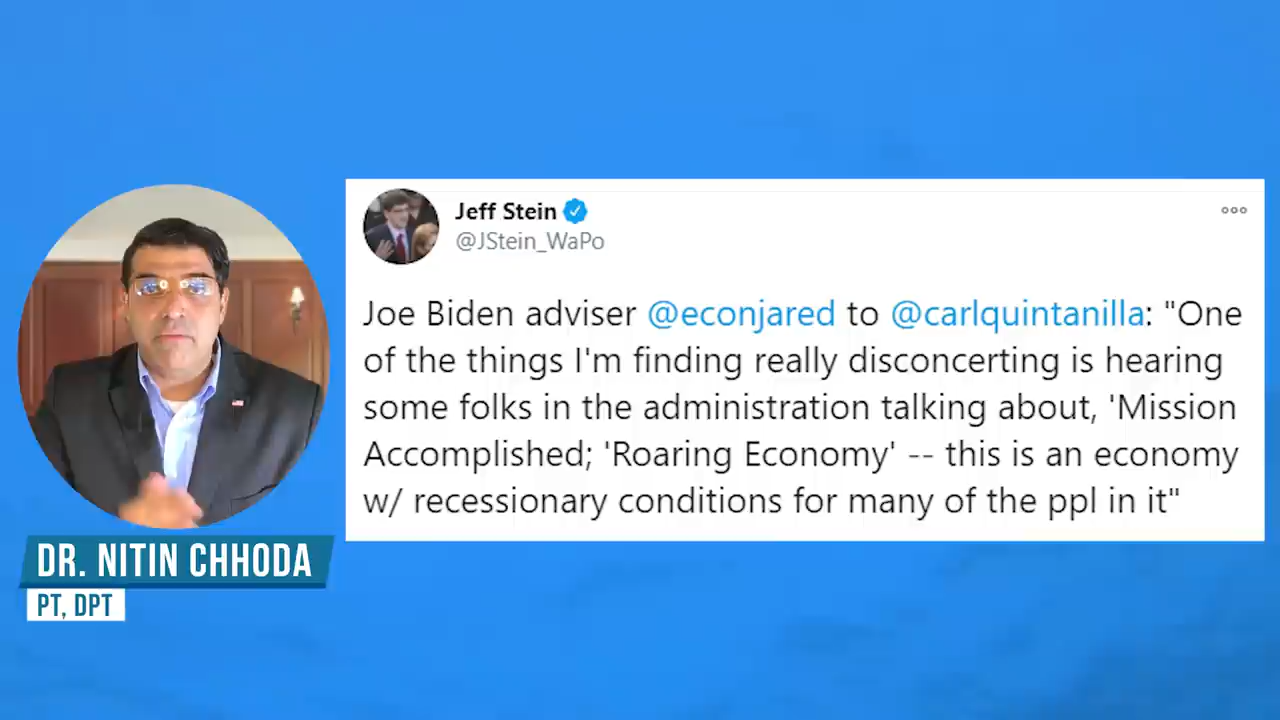 Jeff Stein
@JStein_WaPo
Joe Biden adviser @econjared to @carlquintanilla: "One
of the things I'm finding really disconcerting is hearing
some folks in the administration talking about, 'Mission
Accomplished; 'Roaring Economy' -- this is an economy
w/ recessionary conditions for many of the ppl in it"
DR. NITIN CHHODA
PT, DPT